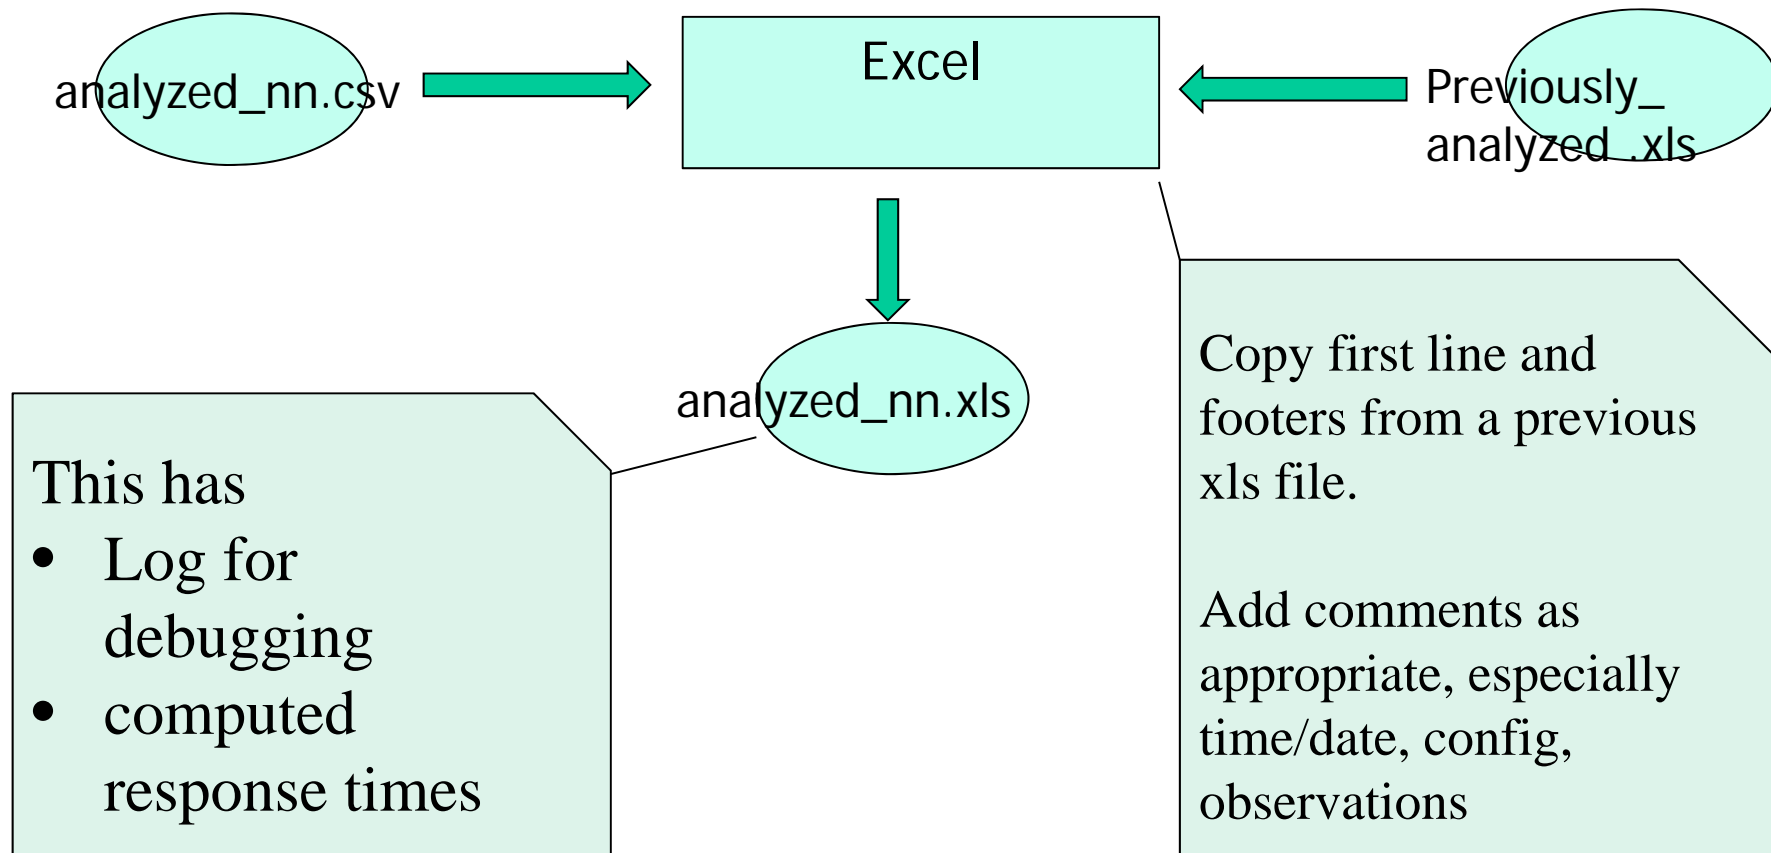 analyzed_nn.csv
Excel
Previously_
analyzed .xls
analyzed_nn.xls
This has
• Log for
debugging
• computed
response times
Copy first line and
footers from a previous
xls file.
Add comments as
appropriate, especially
time/date, config,
observations